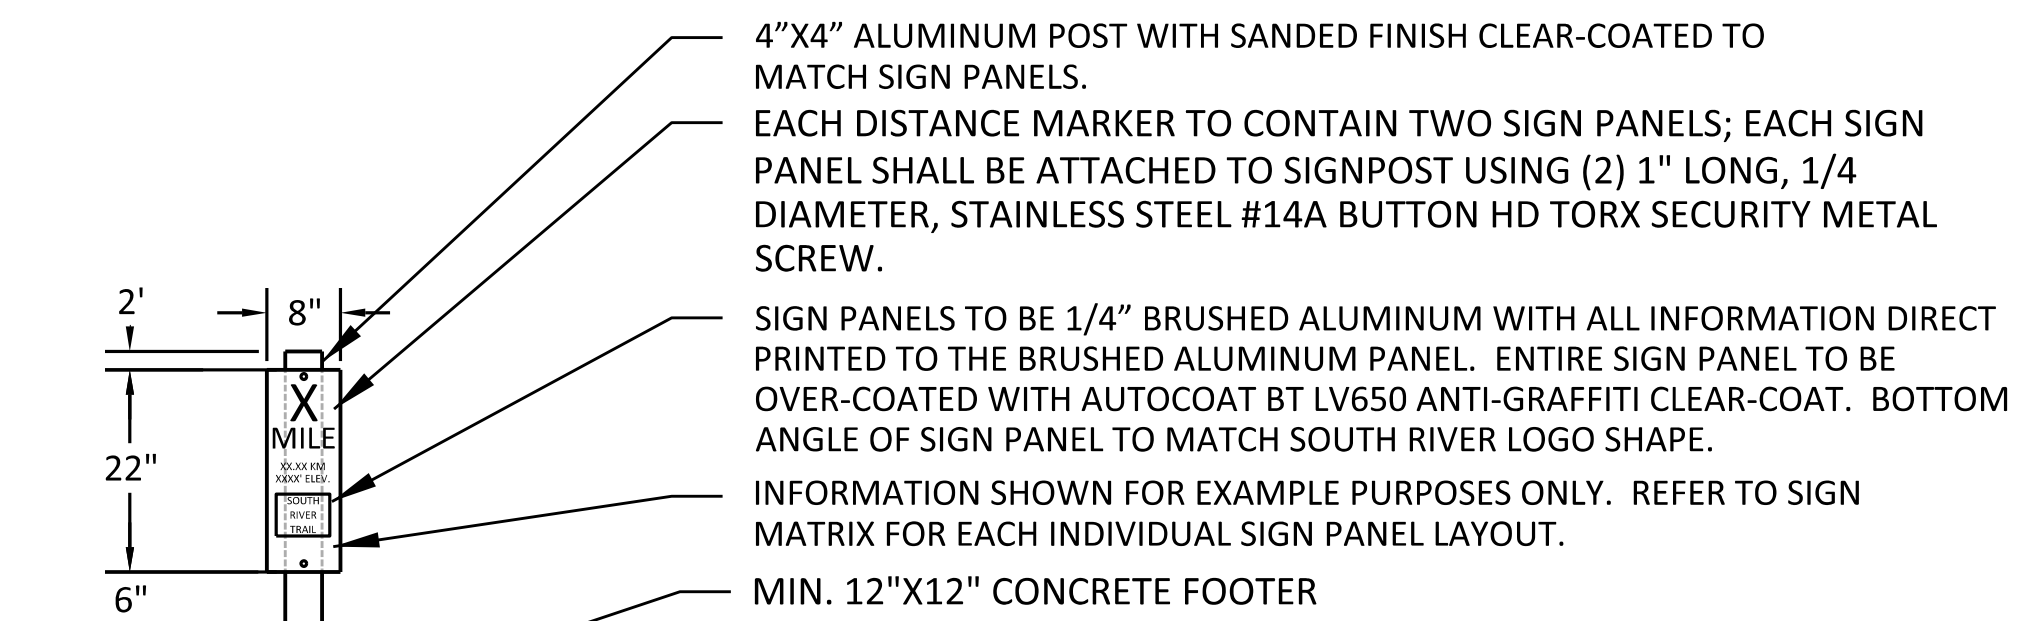 4”X4” ALUMINUM POST WITH SANDED FINISH CLEAR-COATED TO
MATCH SIGN PANELS.
EACH DISTANCE MARKER TO CONTAIN TWO SIGN PANELS; EACH SIGN
PANEL SHALL BE ATTACHED TO SIGNPOST USING (2) 1" LONG, 1/4
DIAMETER, STAINLESS STEEL #14A BUTTON HD TORX SECURITY METAL
SCREW.
SIGN PANELS TO BE 1/4” BRUSHED ALUMINUM WITH ALL INFORMATION DIRECT
PRINTED TO THE BRUSHED ALUMINUM PANEL.  ENTIRE SIGN PANEL TO BE
OVER-COATED WITH AUTOCOAT BT LV650 ANTI-GRAFFITI CLEAR-COAT.  BOTTOM
ANGLE OF SIGN PANEL TO MATCH SOUTH RIVER LOGO SHAPE.
INFORMATION SHOWN FOR EXAMPLE PURPOSES ONLY.  REFER TO SIGN
MATRIX FOR EACH INDIVIDUAL SIGN PANEL LAYOUT.
MIN. 12"X12" CONCRETE FOOTER
2'
8"
22"
6"
X
MILE
XX.XX KM
XXXX' ELEV.
SOUTH
RIVER
TRAIL